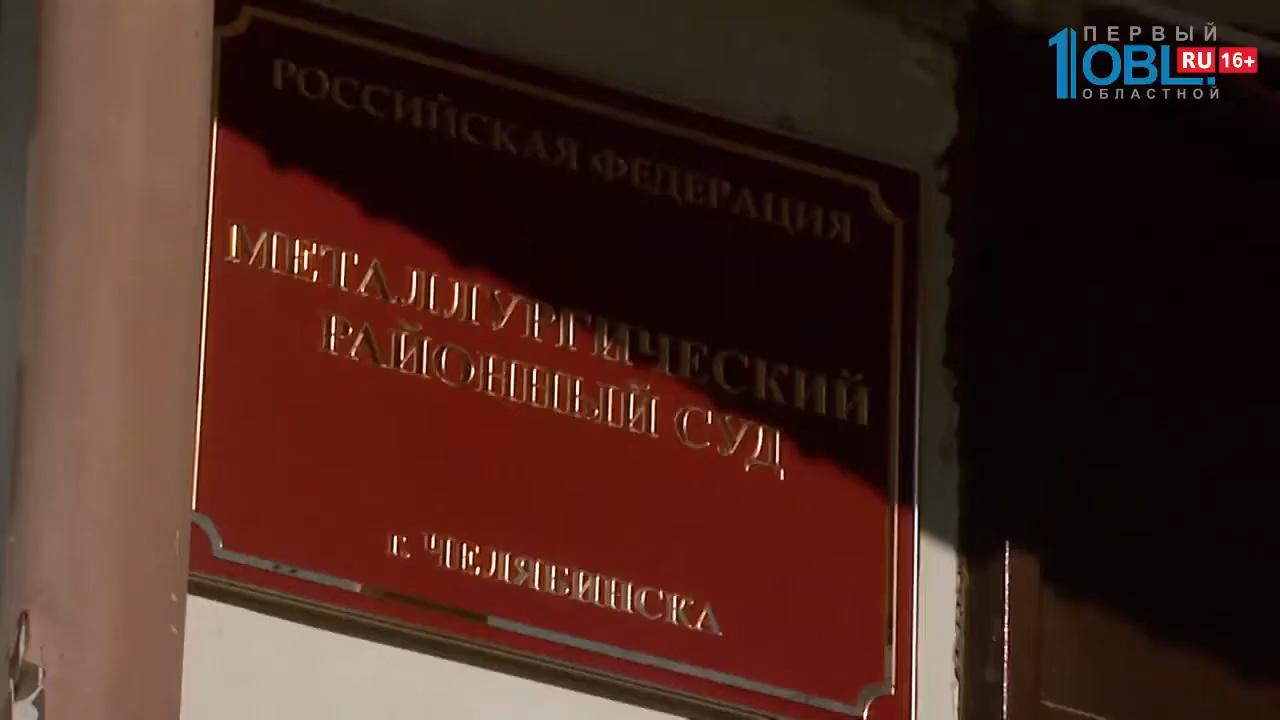 ПЕРВЫЙ
1OBL.
RU 16+
ОБЛАСТНОЙ
РОССИЙСКАЯ ФЕДЕРАЦИЯ
МЕТАЛЛУРГИЧЕСКИЙ
РАЙОННЫЙ СУД
г. ЧЕЛЯБИНСКА